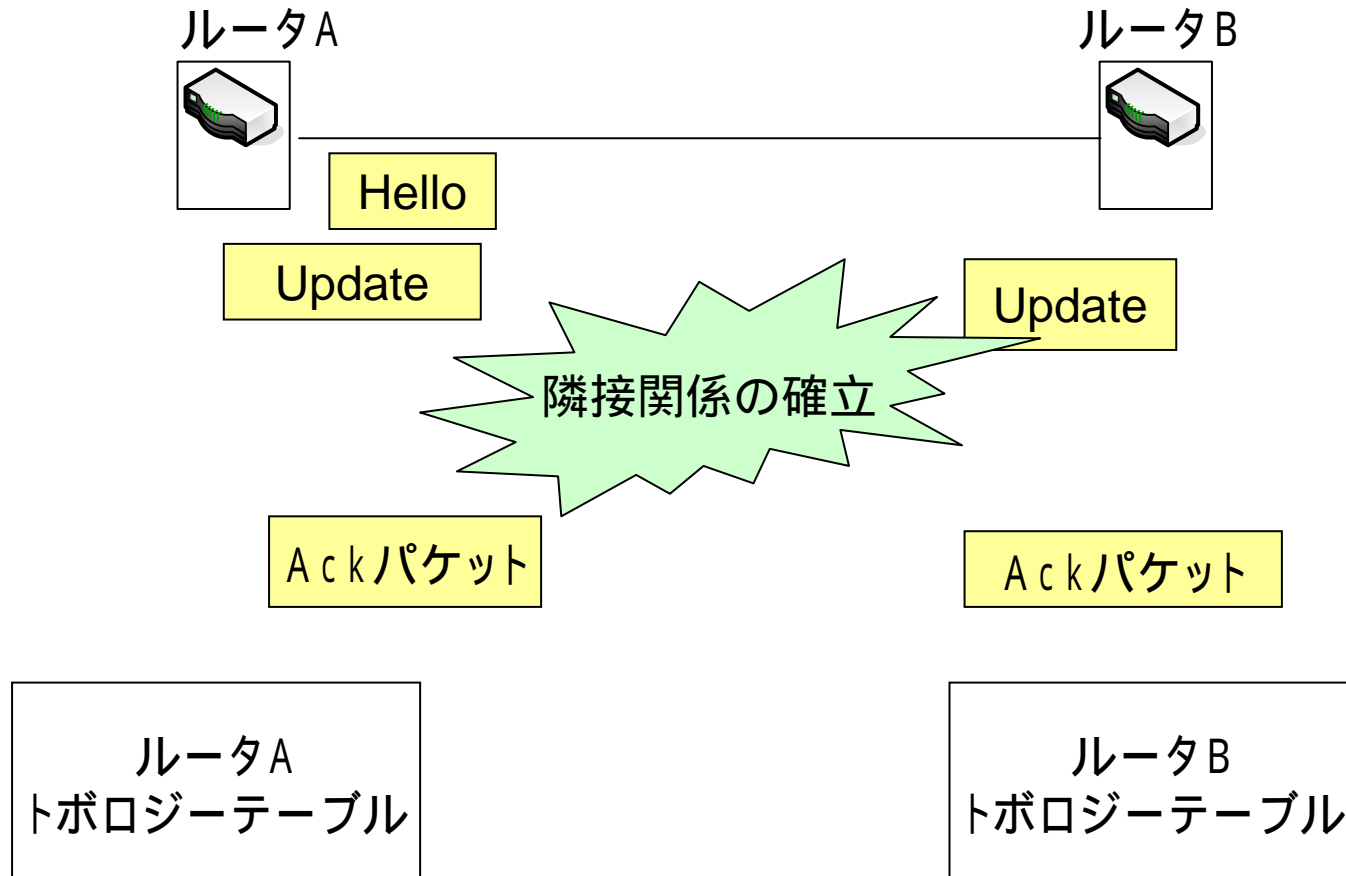 ルータA
ルータB
Hello
Update
Update
隣接関係の確立
Ackパケット
Ackパケット
ルータA
トボロジーテーブル
ルータB
トボロジーテーブル